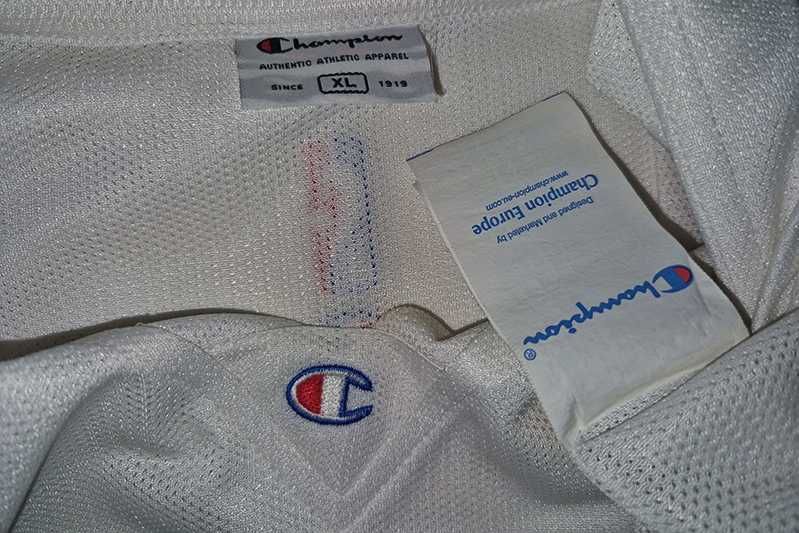 Champion
AUTHENTIC ATHLETIC APPAREL
SINCE XL 1919
Champion®
Designed and Marketed by
Champion Europe
www.champion-eu.com